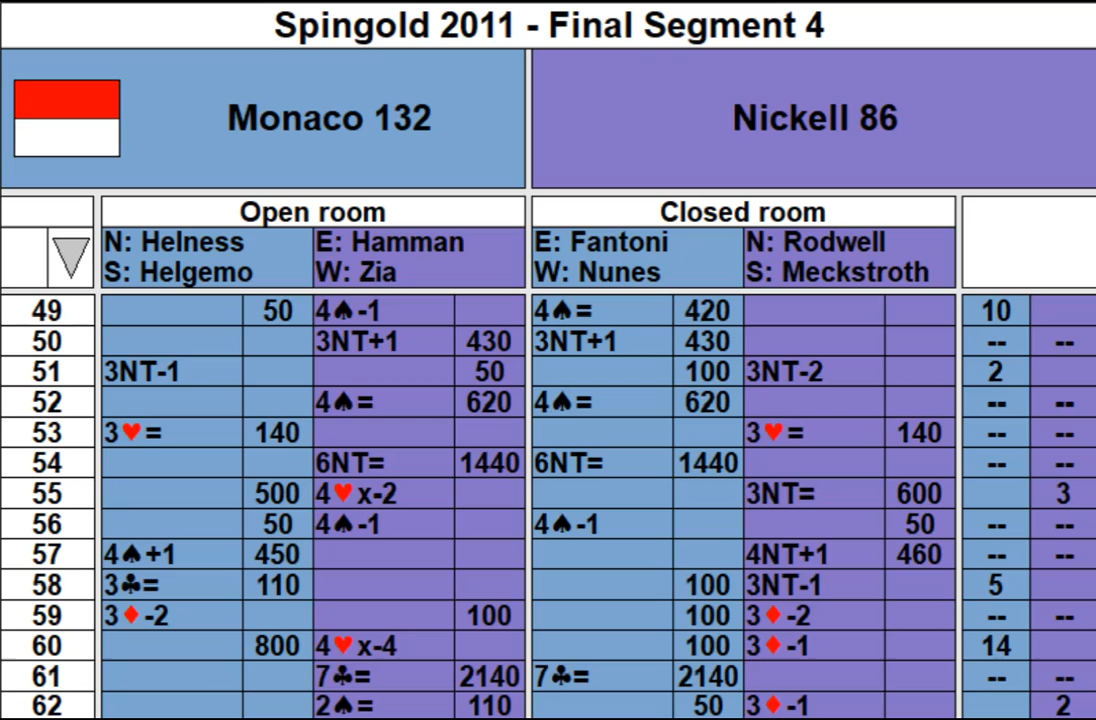 Spingold 2011 - Final Segment 4
Monaco 132 Nickell 86
Open room Closed room
N: Helness E: Hamman E: Fantoni N: Rodwell
S: Helgemo W: Zia W: Nunes S: Meckstroth
49 50 4♠-1 4♠= 420 10
50 3NT+1 430 3NT+1 430 -- --
51 3NT-1 50 100 3NT-2 2
52 4♠= 620 4♠= 620 -- --
53 3♥= 140 3♥= 140 -- --
54 6NT= 1440 6NT= 1440 -- --
55 500 4♥x-2 3NT= 600 3
56 50 4♠-1 4♠-1 50 -- --
57 4♠+1 450 4NT+1 460 -- --
58 3♣= 110 100 3NT-1 5
59 3♦-2 100 100 3♦-2 -- --
60 800 4♥x-4 100 3♦-1 14
61 7♣= 2140 7♣= 2140 -- --
62 2♠= 110 50 3♦-1 2